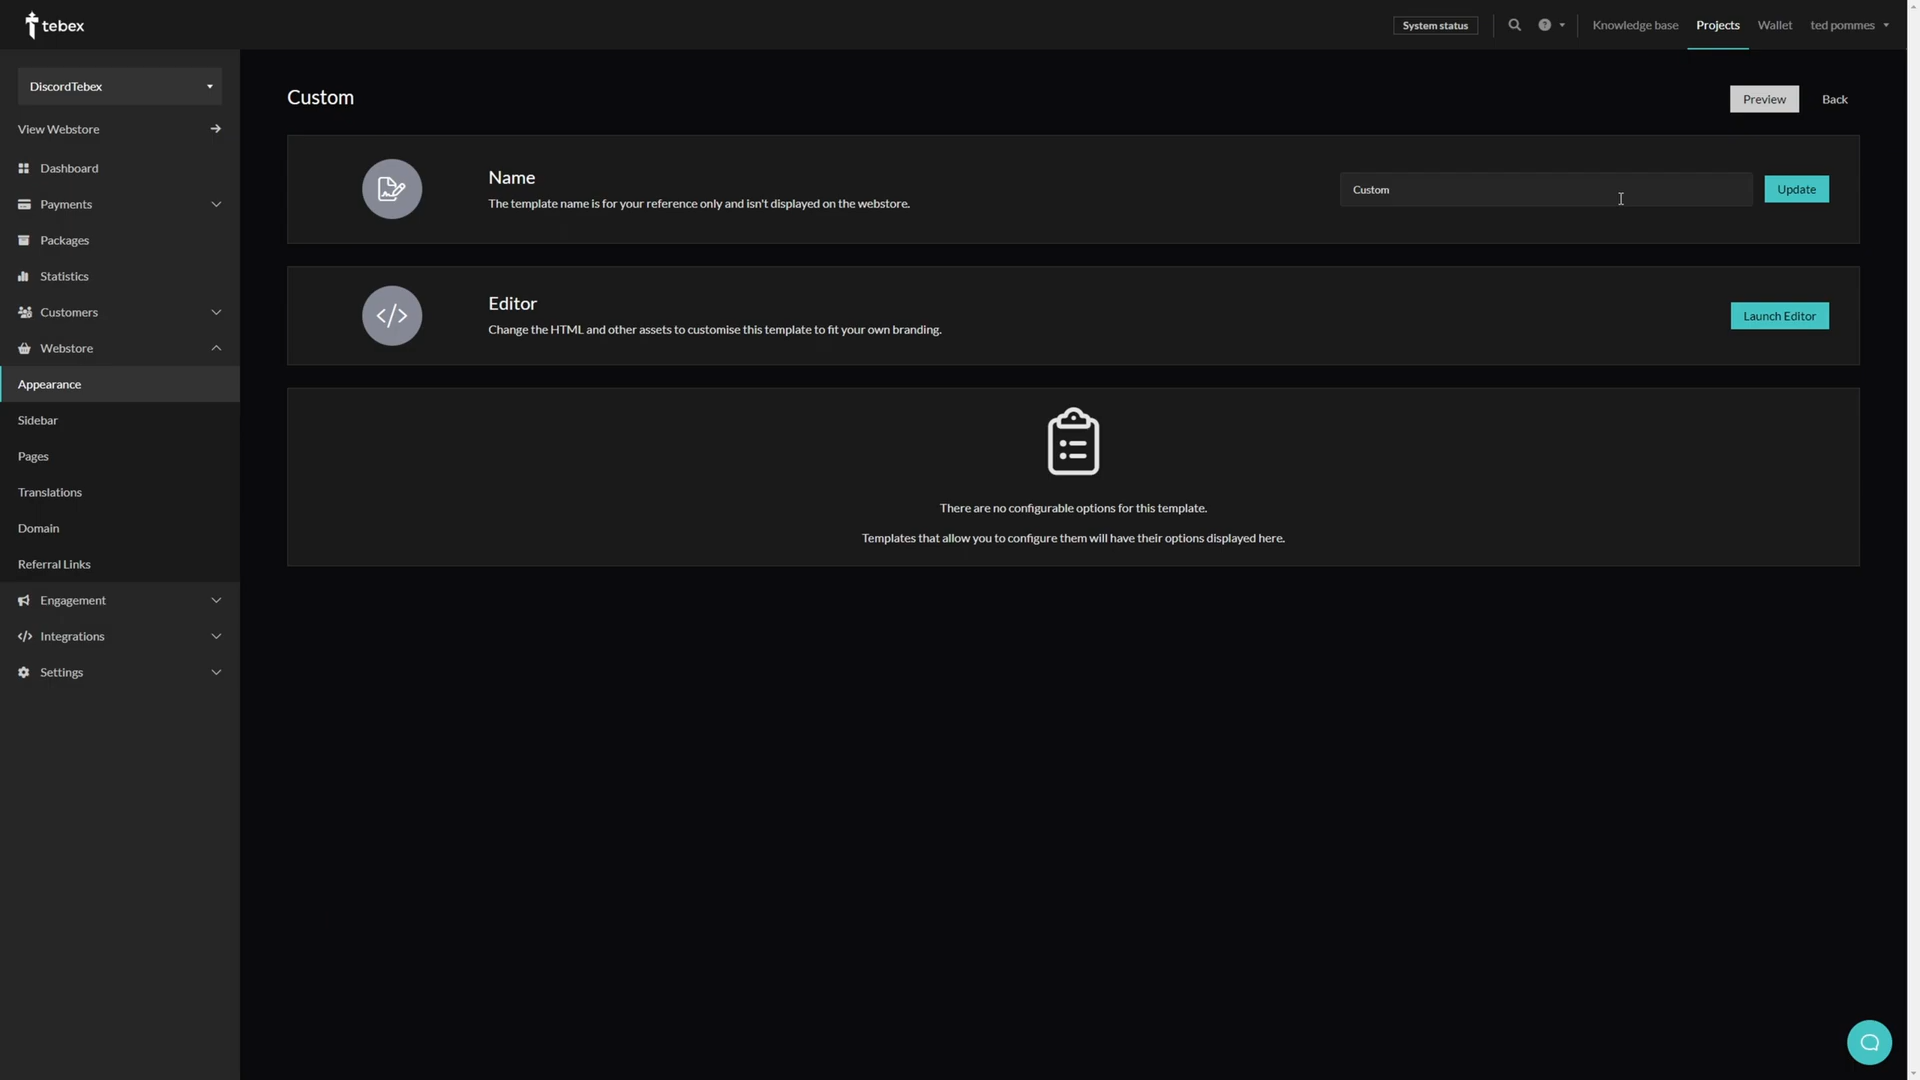 tebex
System status
Knowledge base
Projects
Wallet
ted pommes
DiscordTebex
View Webstore
Dashboard
Payments
Packages
Statistics
Customers
Webstore
Appearance
Sidebar
Pages
Translations
Domain
Referral Links
Engagement
Integrations
Settings
Custom
Preview
Back
Name
The template name is for your reference only and isn't displayed on the webstore.
Custom
Update
Editor
Change the HTML and other assets to customise this template to fit your own branding.
Launch Editor
There are no configurable options for this template.
Templates that allow you to configure them will have their options displayed here.